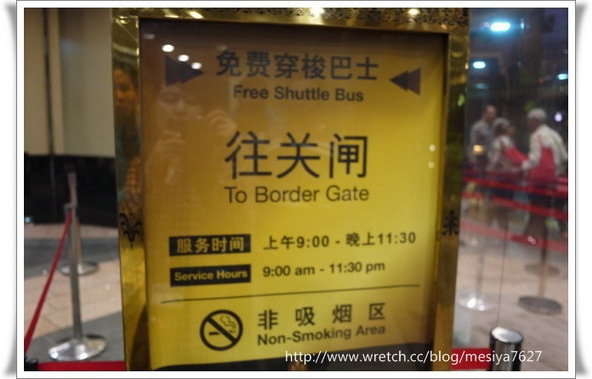 免费穿梭巴士
Free Shuttle Bus
往关闸
To Border Gate
服务时间 上午9:00 - 晚上11:30
Service Hours 9:00 am - 11:30 pm
非吸烟区
Non-Smoking Area
http://www.wretch.cc/blog/mesiya7627